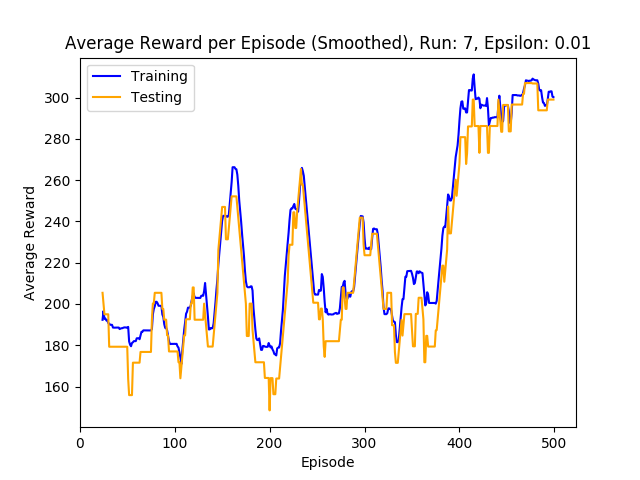 Average Reward per Episode (Smoothed), Run: 7, Epsilon: 0.01
Training
Testing
Average Reward
300
280
260
240
220
200
180
160
0 100 200 300 400 500
Episode